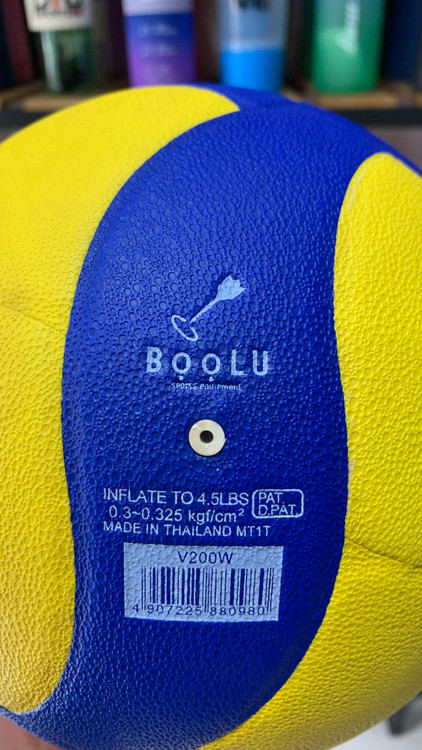 BOOLU
SPORTS EQUIPMENT
INFLATE TO 4.5LBS
PAT.
D.PAT.
0.3~0.325 kgf/cm²
MADE IN THAILAND MT1T
V200W
4 907225 880980